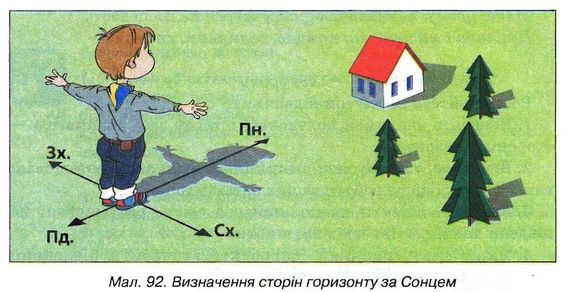 Пн.
Зх.
Сх.
Пд.
Мал. 92. Визначення сторін горизонту за Сонцем